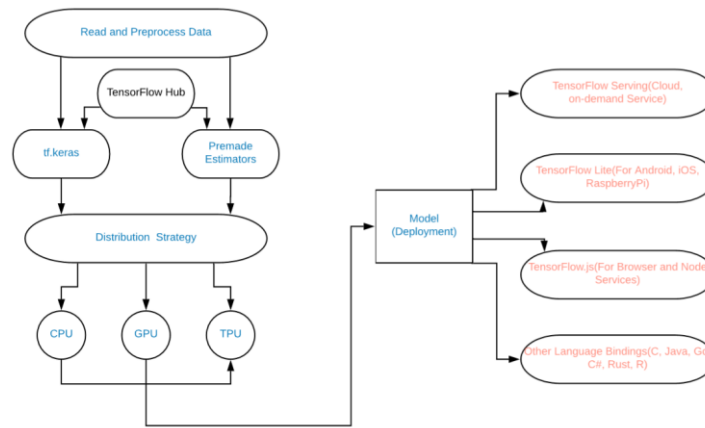 Read and Preprocess Data
TensorFlow Hub
tf.keras
Premade
Estimators
Distribution Strategy
CPU
GPU
TPU
Model
(Deployment)
TensorFlow Serving(Cloud,
on-demand Service)
TensorFlow Lite(For Android, iOS,
RaspberryPi)
TensorFlow.js(For Browser and Node
Services)
Other Language Bindings(C, Java, Go
C#, Rust, R)